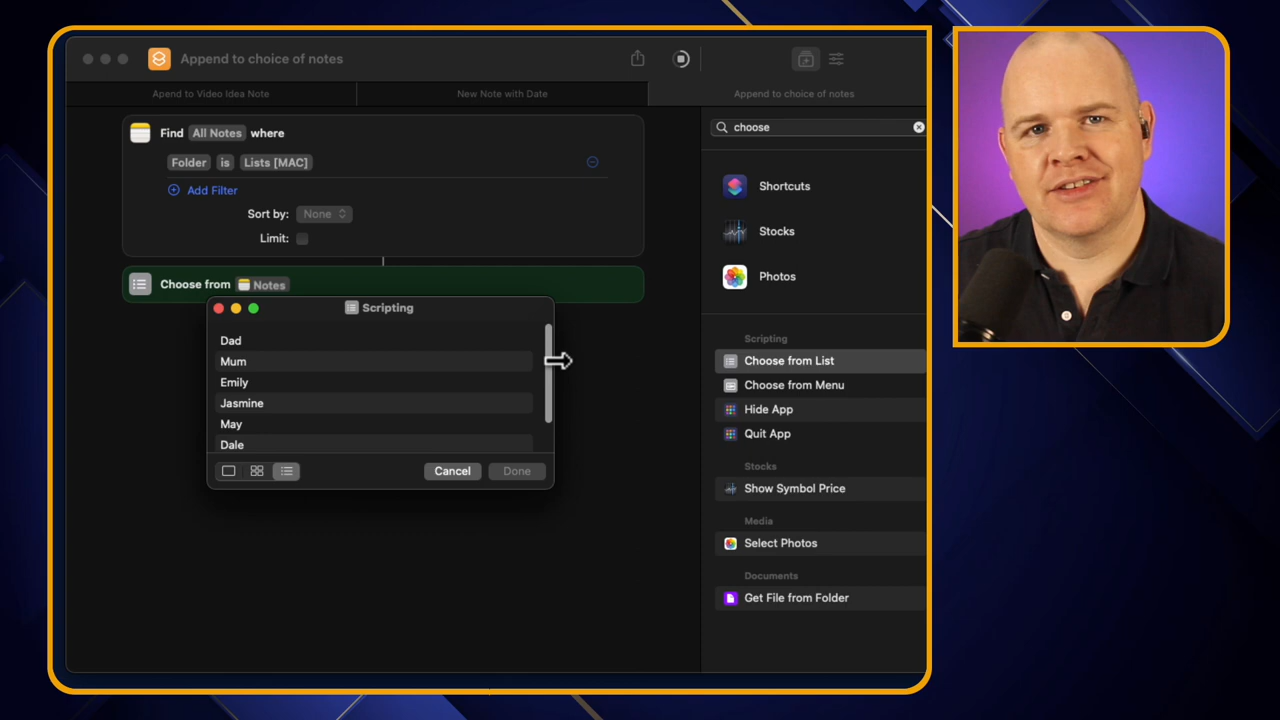 Append to choice of notes
Apend to Video Idea Note
New Note with Date
Append to choice of notes
Find All Notes where
Folder is Lists [MAC]
Add Filter
Sort by: None
Limit:
Choose from Notes
Scripting
Dad
Mum
Emily
Jasmine
May
Dale
Cancel
Done
choose
Shortcuts
Stocks
Photos
Scripting
Choose from List
Choose from Menu
Hide App
Quit App
Stocks
Show Symbol Price
Media
Select Photos
Documents
Get File from Folder